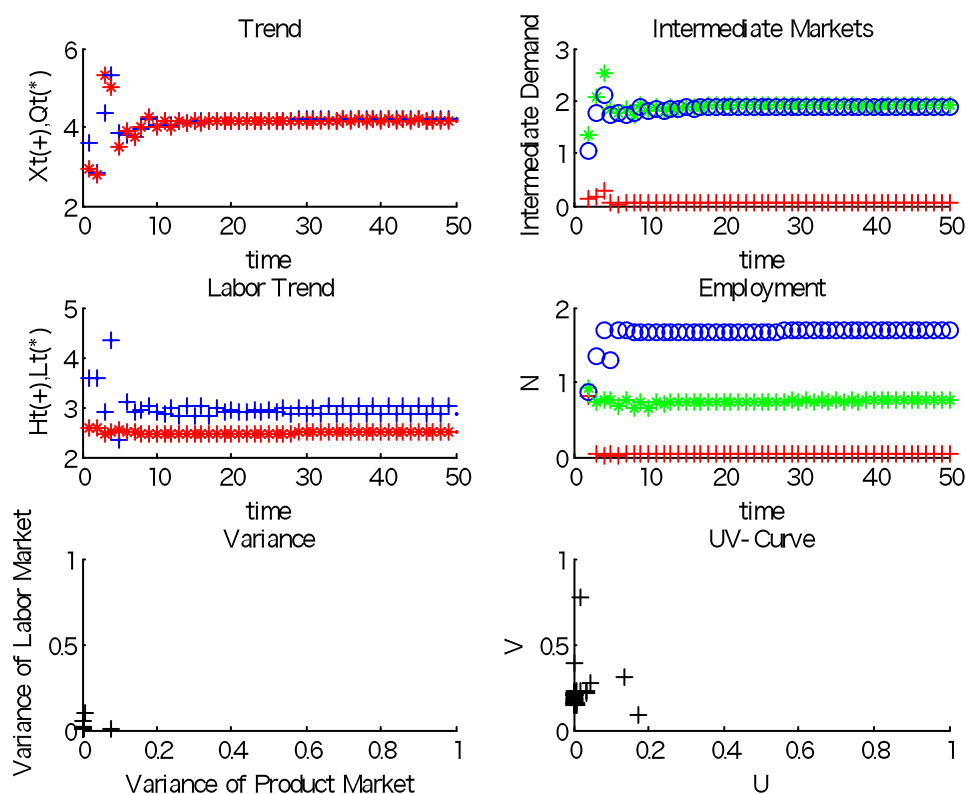 Trend
Xt(+),Qt(*)
6
4
2
0 10 20 30 40 50
time
Intermediate Markets
Intermediate Demand
3
2
1
0
0 10 20 30 40 50
time
Labor Trend
Ht(+),Lt(*)
5
4
3
2
0 10 20 30 40 50
time
Employment
N
2
1
0
0 10 20 30 40 50
time
Variance
Variance of Labor Market
1
0.5
0
0 0.2 0.4 0.6 0.8 1
Variance of Product Market
UV-Curve
V
1
0.5
0
0 0.2 0.4 0.6 0.8 1
U